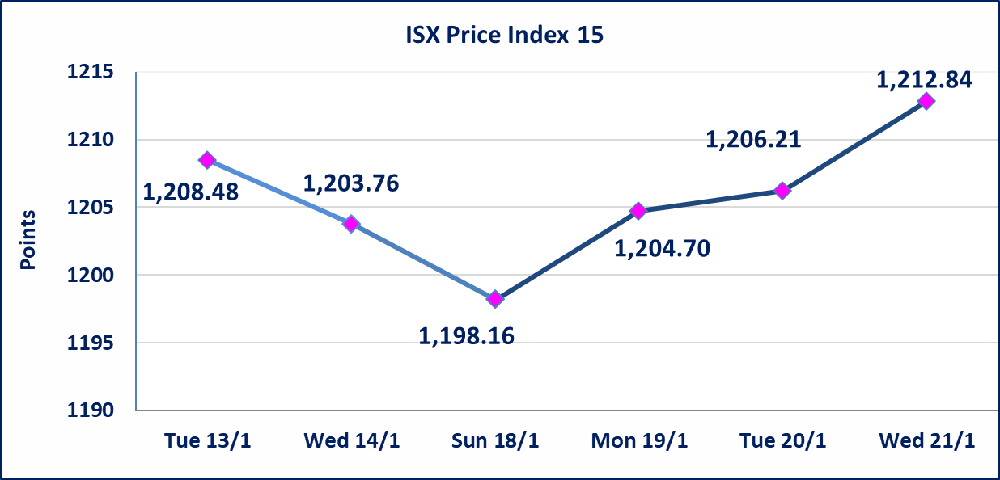 ISX Price Index 15
1215
1210
1205
1200
1195
1190
Points
1,208.48
1,203.76
1,198.16
1,204.70
1,206.21
1,212.84
Tue 13/1
Wed 14/1
Sun 18/1
Mon 19/1
Tue 20/1
Wed 21/1